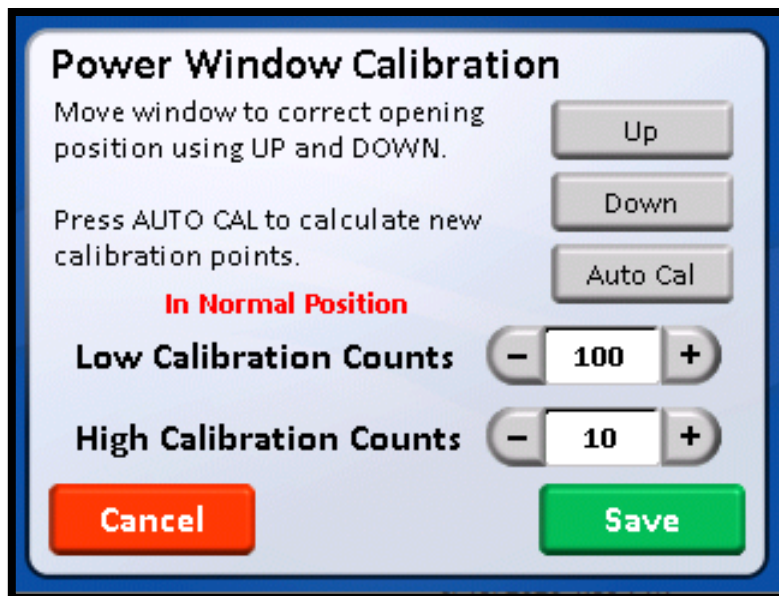 Power Window Calibration
Move window to correct opening
position using UP and DOWN.
Press AUTO CAL to calculate new
calibration points.
Up
Down
Auto Cal
In Normal Position
Low Calibration Counts - 100 +
High Calibration Counts - 10 +
Cancel
Save